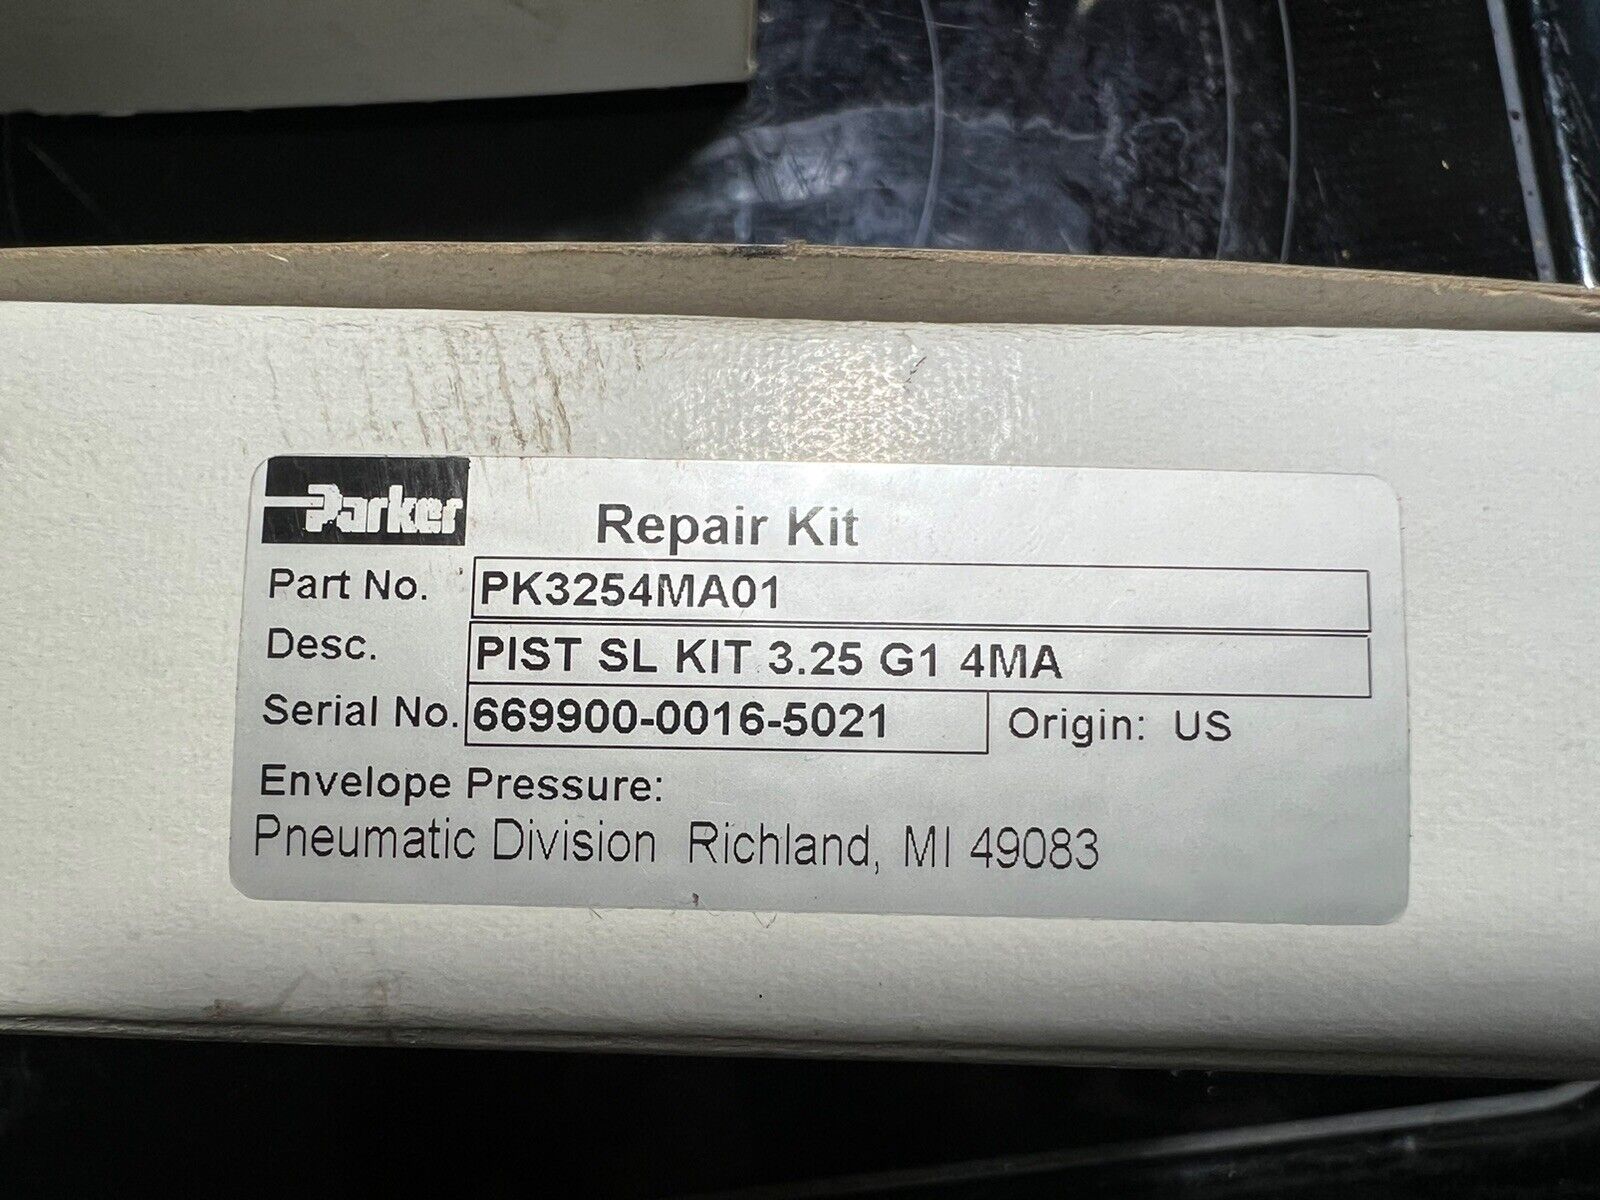 Parker Repair Kit
Part No. PK3254MA01
Desc. PIST SL KIT 3.25 G1 4MA
Serial No. 669900-0016-5021 Origin: US
Envelope Pressure:
Pneumatic Division Richland, MI 49083